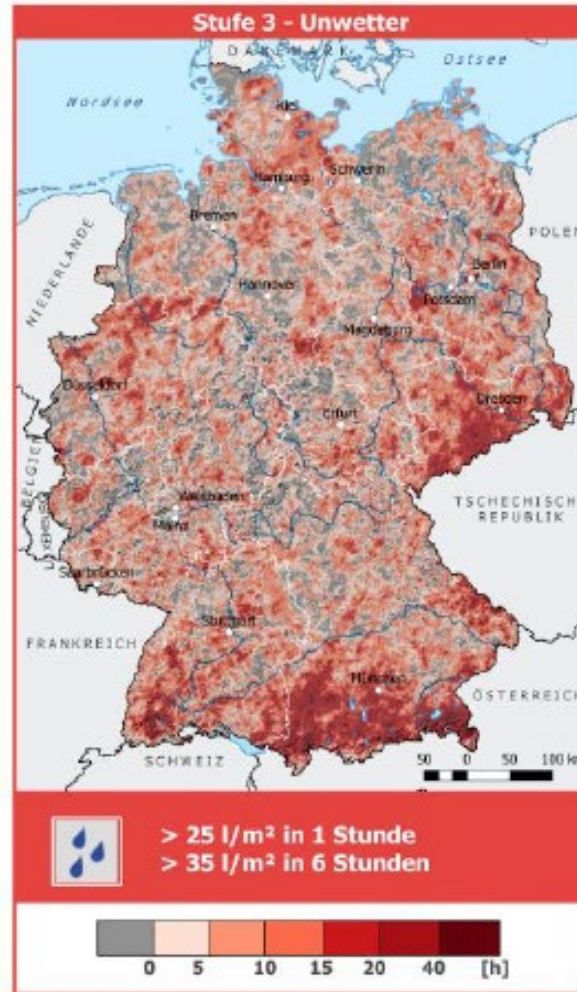 Stufe 3 - Unwetter
DÄNEMARK
Ostsee
Nordsee
Kiel
Hamburg
Schwerin
Bremen
POLEN
NIEDERLANDE
Berlin
Hannover
Potsdam
Magdeburg
Düsseldorf
Erfurt
Dresden
BELGIEN
Wiesbaden
Mainz
TSCHECHISCHE
REPUBLIK
LUXEMBURG
Saarbrücken
Stuttgart
FRANKREICH
München
ÖSTERREICH
SCHWEIZ
50 0 50 100 km
> 25 l/m² in 1 Stunde
> 35 l/m² in 6 Stunden
0 5 10 15 20 40 [h]